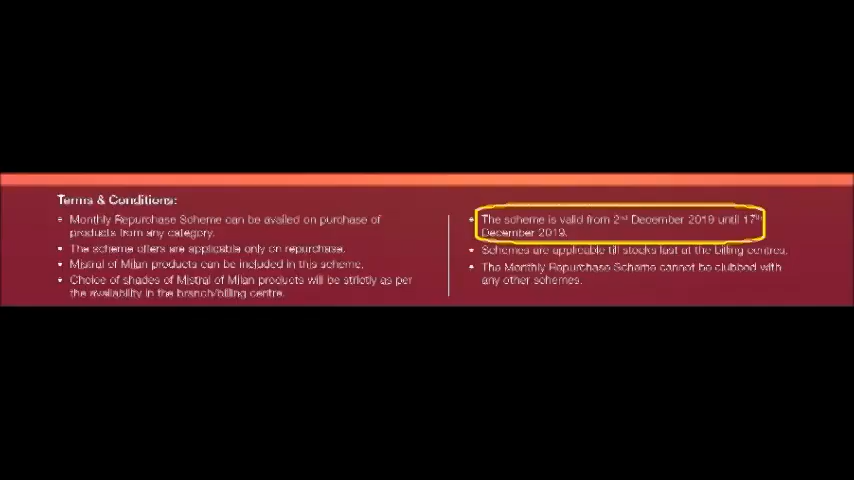 Terms & Conditions:
• Monthly Repurchase Scheme can be availed on purchase of
products from any category.
• The scheme offers are applicable only on repurchase.
• Mistral of Milan products can be included in this scheme.
• Choice of shades of Mistral of Milan products will be strictly as per
the availability in the branch/billing centre.
• The scheme is valid from 2nd December 2019 until 17th
December 2019.
• Schemes are applicable till stocks last at the billing centres.
• The Monthly Repurchase Scheme cannot be clubbed with
any other schemes.